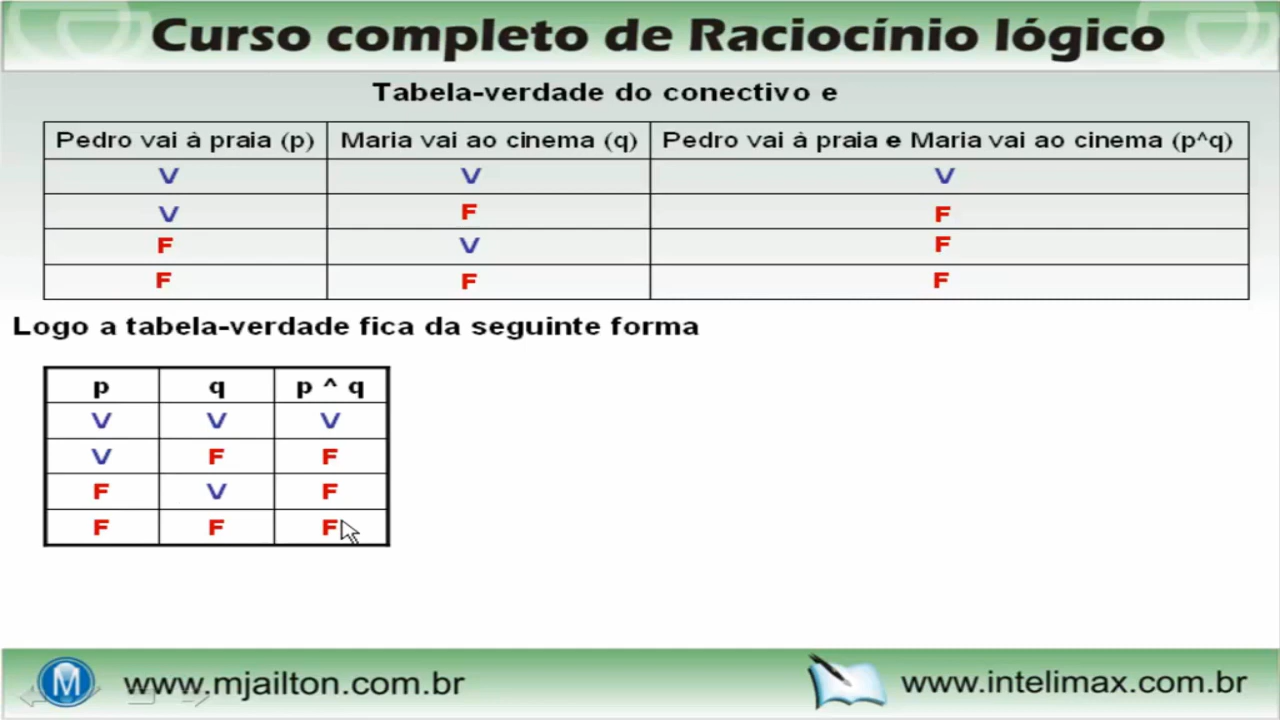 Curso completo de Raciocínio lógico
Tabela-verdade do conectivo e
Pedro vai à praia (p) Maria vai ao cinema (q) Pedro vai à praia e Maria vai ao cinema (p^q)
V V V
V F F
F V F
F F F
Logo a tabela-verdade fica da seguinte forma
p q p ^ q
V V V
V F F
F V F
F F F
M www.mjailton.com.br www.intelimax.com.br